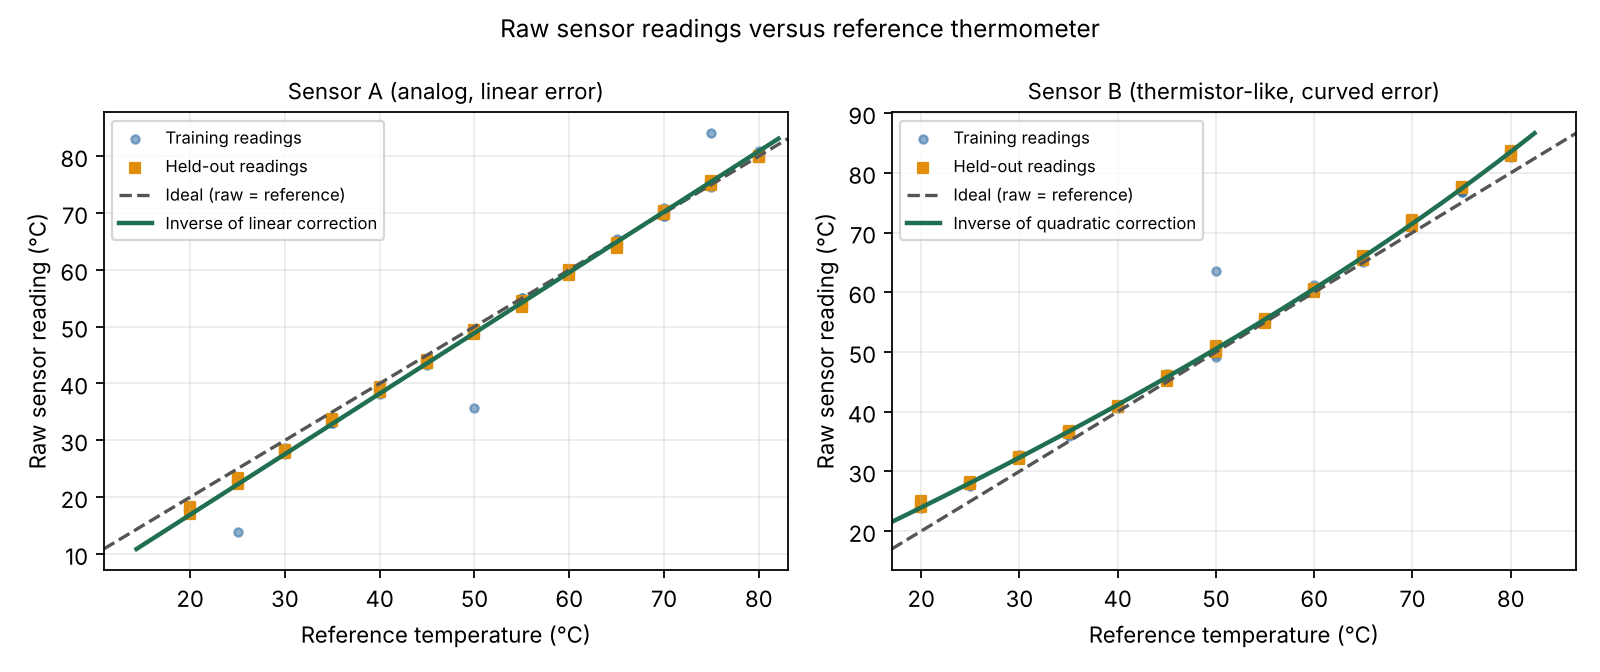 Raw sensor readings versus reference thermometer
Sensor A (analog, linear error)
Training readings
Held-out readings
Ideal (raw = reference)
Inverse of linear correction
Raw sensor reading (°C)
80
70
60
50
40
30
20
10
20 30 40 50 60 70 80
Reference temperature (°C)
Sensor B (thermistor-like, curved error)
Training readings
Held-out readings
Ideal (raw = reference)
Inverse of quadratic correction
Raw sensor reading (°C)
90
80
70
60
50
40
30
20
20 30 40 50 60 70 80
Reference temperature (°C)